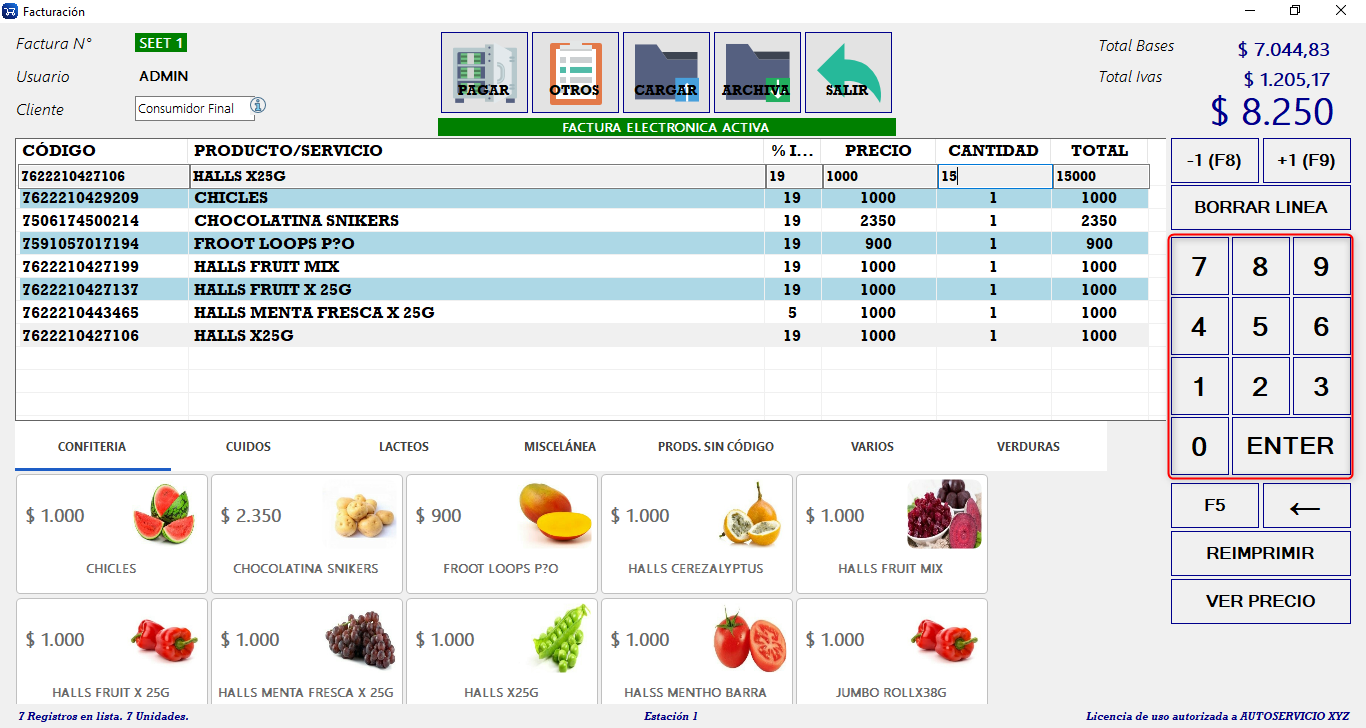 Facturación
Factura N° SEET 1
Usuario ADMIN
Cliente Consumidor Final
PAGAR OTROS CARGAR ARCHIVA SALIR
FACTURA ELECTRONICA ACTIVA
Total Bases $ 7.044,83
Total Ivas $ 1.205,17
$ 8.250
CÓDIGO PRODUCTO/SERVICIO % I... PRECIO CANTIDAD TOTAL
7622210427106 HALLS X25G 19 1000 15 15000
7622210429209 CHICLES 19 1000 1 1000
7506174500214 CHOCOLATINA SNIKERS 19 2350 1 2350
7591057017194 FROOT LOOPS P?O 19 900 1 900
7622210427199 HALLS FRUIT MIX 19 1000 1 1000
7622210427137 HALLS FRUIT X 25G 19 1000 1 1000
7622210443465 HALLS MENTA FRESCA X 25G 5 1000 1 1000
7622210427106 HALLS X25G 19 1000 1 1000
-1 (F8) +1 (F9)
BORRAR LINEA
7 8 9
4 5 6
1 2 3
0 ENTER
F5 ←
REIMPRIMIR
VER PRECIO
CONFITERIA CUIDOS LACTEOS MISCELÁNEA PRODS. SIN CÓDIGO VARIOS VERDURAS
$ 1.000 $ 2.350 $ 900 $ 1.000 $ 1.000
CHICLES CHOCOLATINA SNIKERS FROOT LOOPS P?O HALLS CEREZALYPTUS HALLS FRUIT MIX
$ 1.000 $ 1.000 $ 1.000 $ 1.000 $ 1.000
HALLS FRUIT X 25G HALLS MENTA FRESCA X 25G HALLS X25G HALSS MENTHO BARRA JUMBO ROLLX38G
7 Registros en lista. 7 Unidades. Estación 1 Licencia de uso autorizada a AUTOSERVICIO XYZ